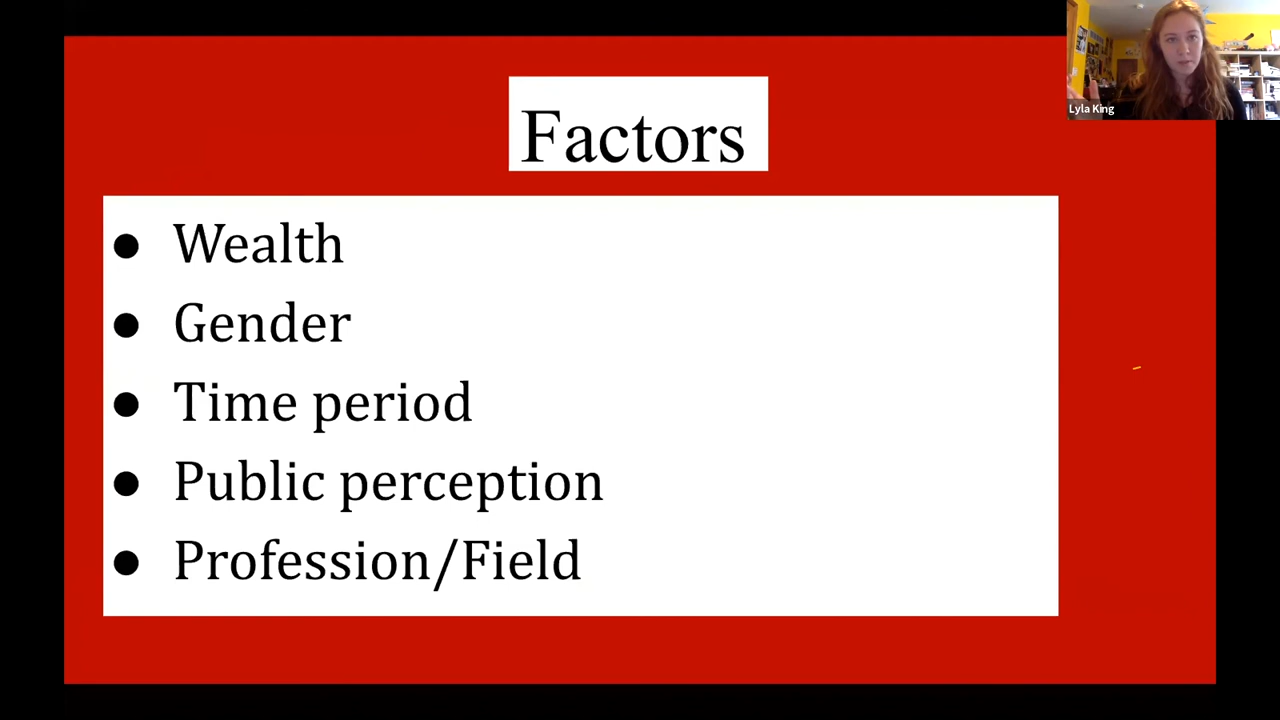 Factors
● Wealth
● Gender
● Time period
● Public perception
● Profession/Field
Lyla King